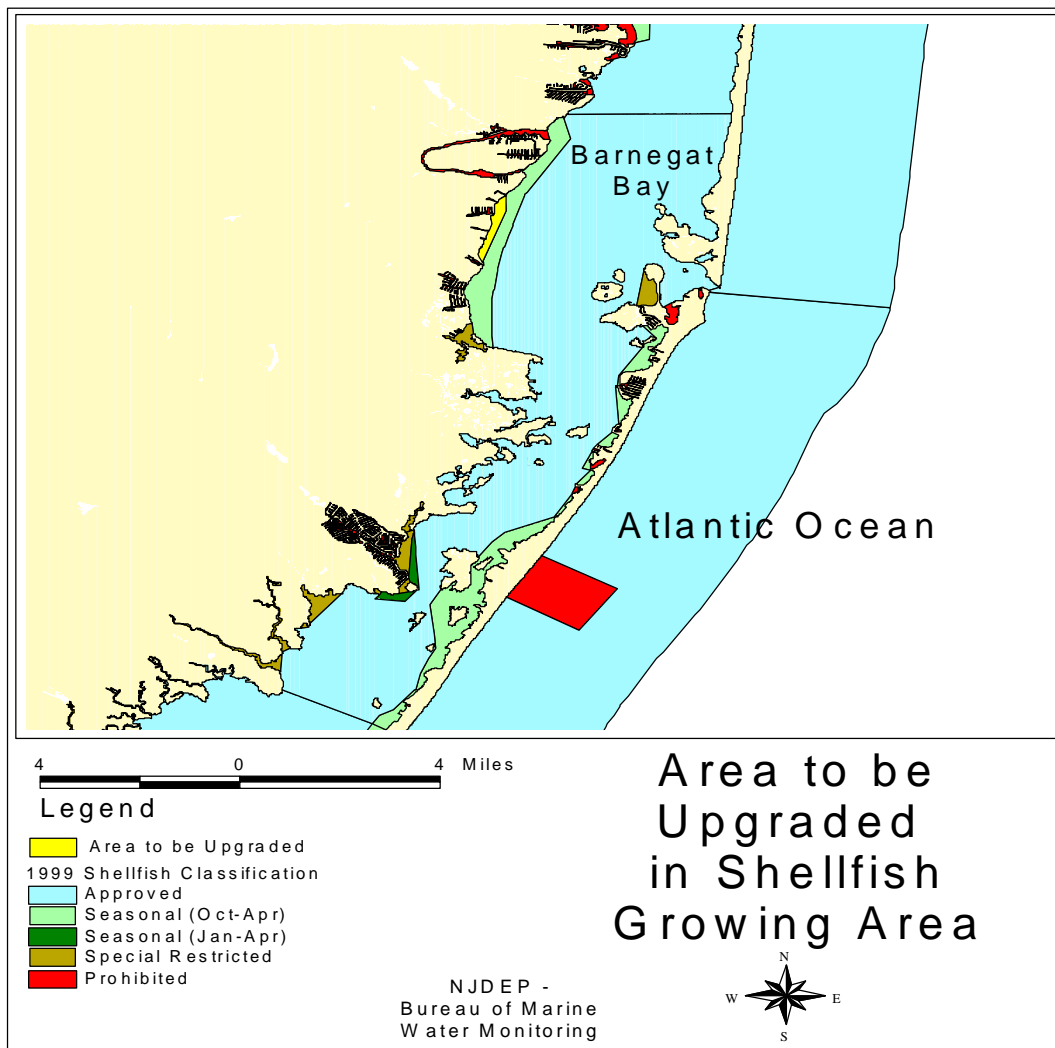 Barnegat
Bay
Atlantic Ocean
4 0 4 Miles
Legend
Area to be Upgraded
1999 Shellfish Classification
Approved
Seasonal (Oct-Apr)
Seasonal (Jan-Apr)
Special Restricted
Prohibited
Area to be
Upgraded
in Shellfish
Growing Area
NJDEP -
Bureau of Marine
Water Monitoring
N
W E
S